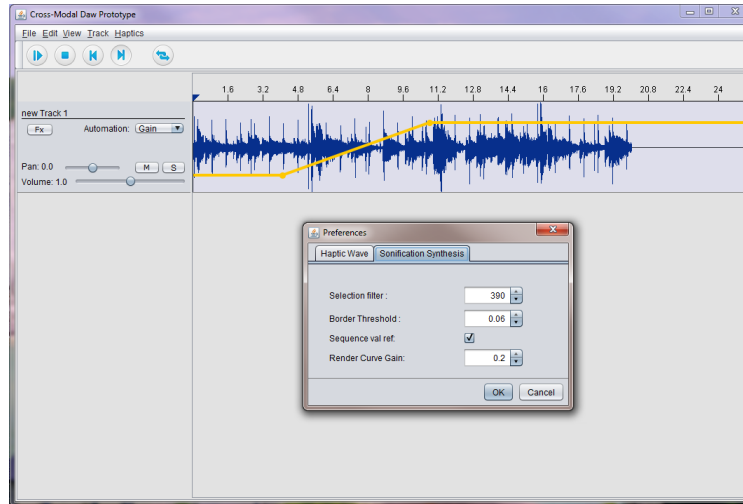 Cross-Modal Daw Prototype
File Edit View Track Haptics
1.6 3.2 4.8 6.4 8 9.6 11.2 12.8 14.4 16 17.6 19.2 20.8 22.4 24
new Track 1
Fx Automation: Gain
Pan: 0.0 M S
Volume: 1.0
Preferences
Haptic Wave Sonification Synthesis
Selection filter : 390
Border Threshold : 0.06
Sequence val ref:
Render Curve Gain: 0.2
OK Cancel